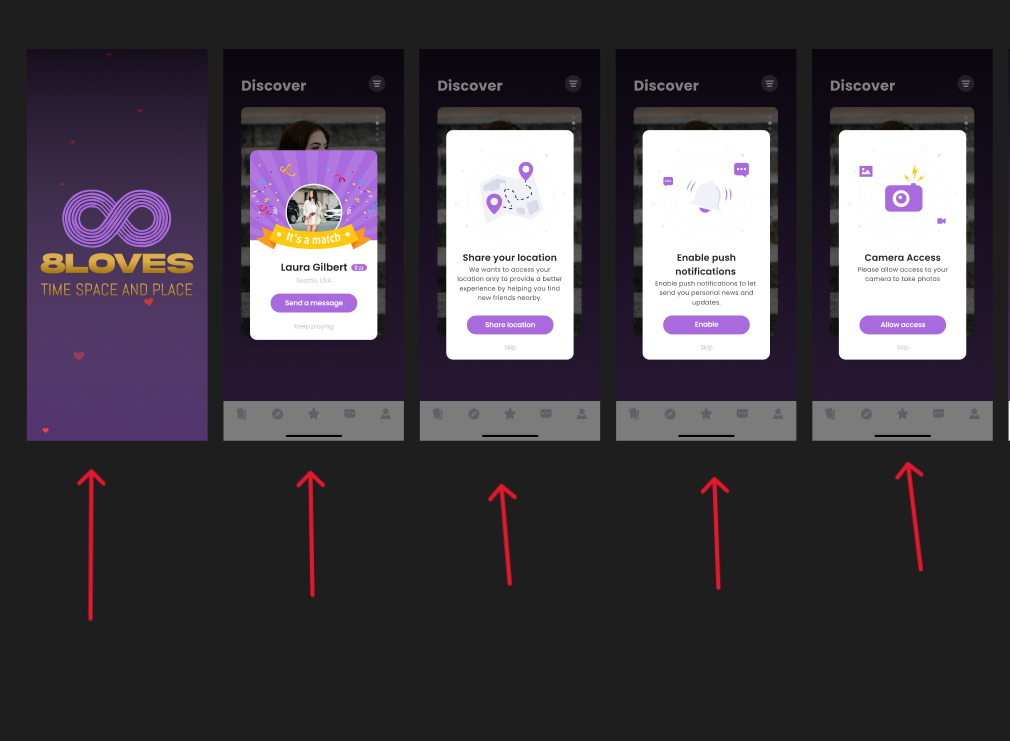 8LOVES
TIME SPACE AND PLACE
Discover
It's a match
Laura Gilbert
Seattle, USA
Send a message
Keep playing
Discover
Share your location
We wants to access your
location only to provide a better
experience by helping you find
new friends nearby.
Share location
Skip
Discover
Enable push
notifications
Enable push notifications to let
send you personal news and
updates.
Enable
Skip
Discover
Camera Access
Please allow access to your
camera to take photos
Allow access
Skip